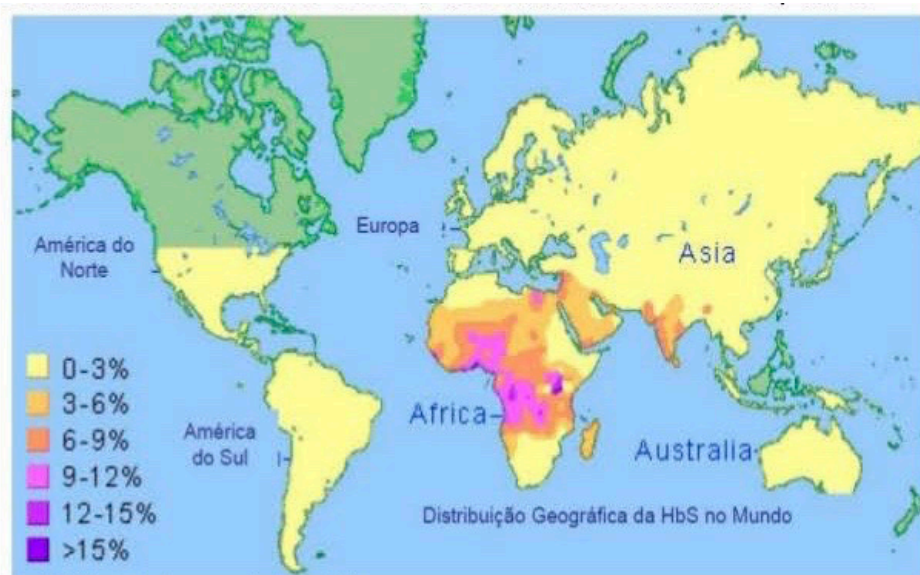 Europa
América do
Norte
Asia
0-3%
3-6%
6-9%
9-12%
12-15%
>15%
América
do Sul
Africa
Australia
Distribuição Geográfica da HbS no Mundo